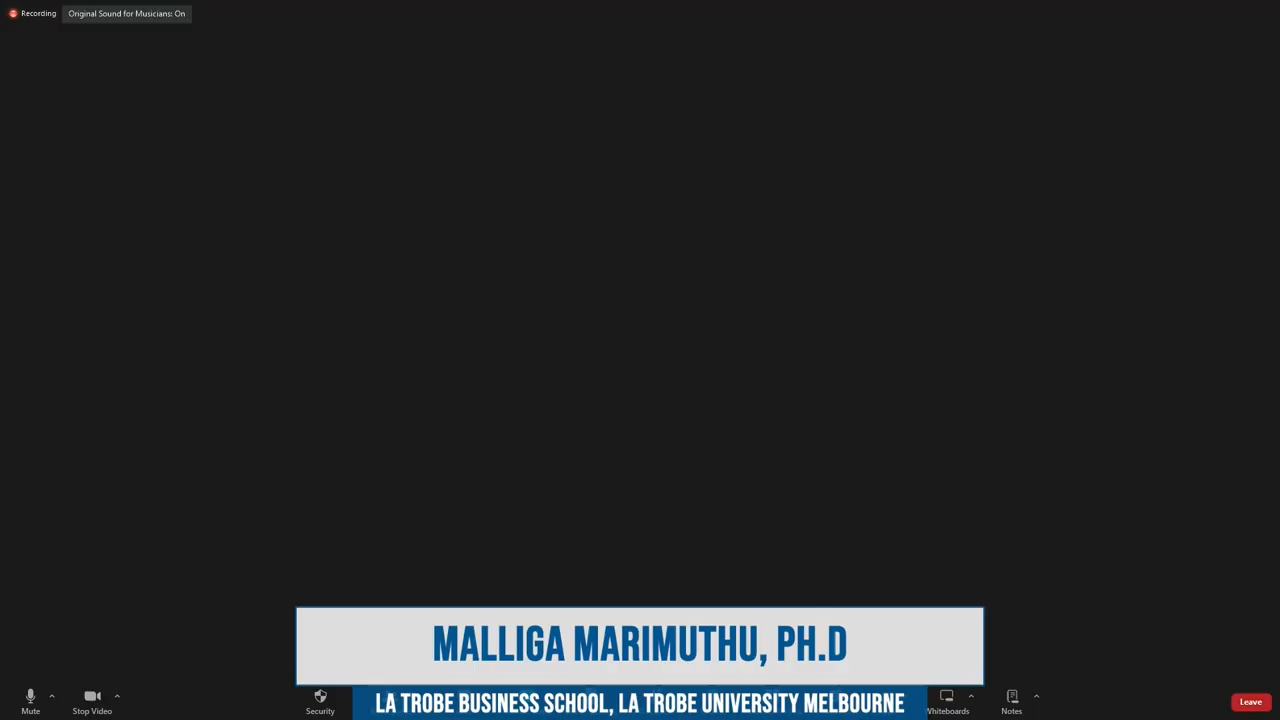 Recording
Original Sound for Musicians: On
MALLIGA MARIMUTHU, PH.D
LA TROBE BUSINESS SCHOOL, LA TROBE UNIVERSITY MELBOURNE
Mute
Stop Video
Security
Whiteboards
Notes
Leave